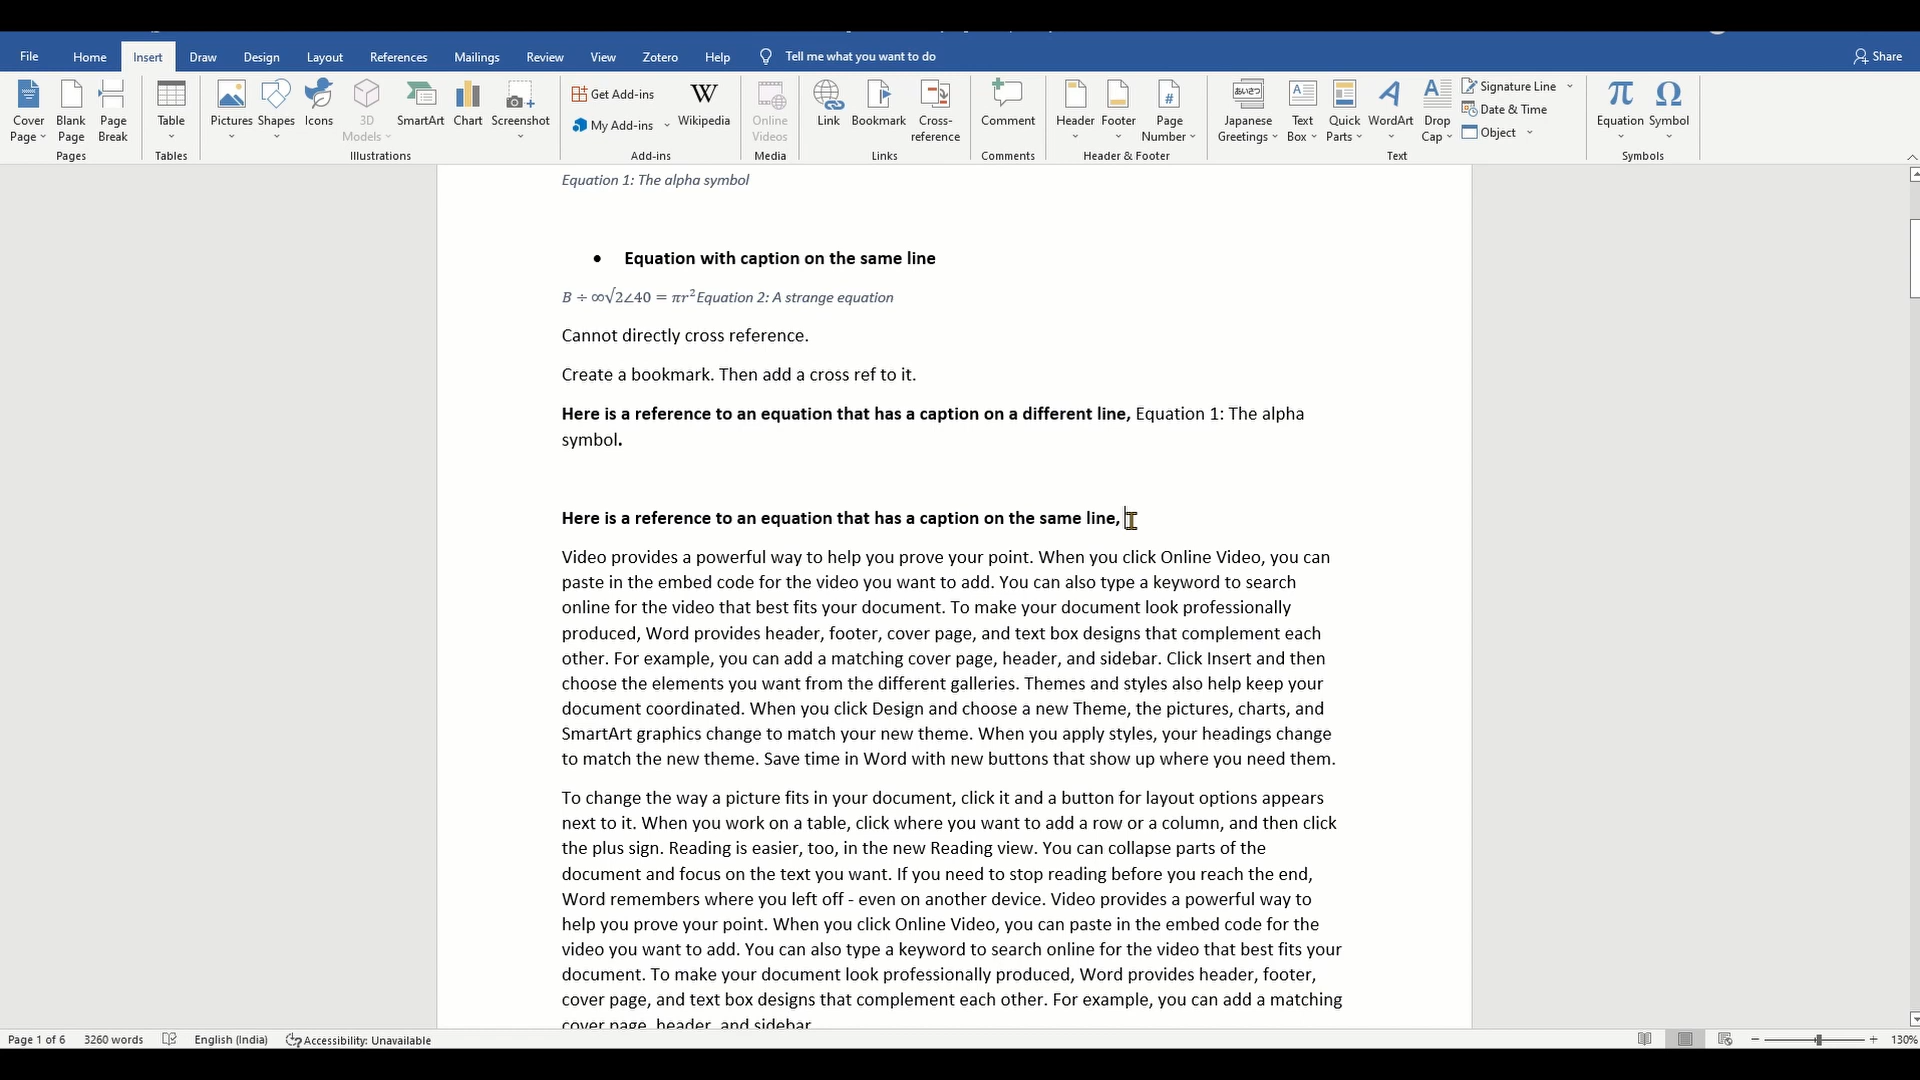 File Home Insert Draw Design Layout References Mailings Review View Zotero Help Tell me what you want to do Share
Cover Page Blank Page Page Break Table Pictures Shapes Icons 3D Models SmartArt Chart Screenshot Get Add-ins My Add-ins Wikipedia Online Videos Link Bookmark Cross-reference Comment Header Footer Page Number あいさつ Japanese Greetings Text Box Quick Parts WordArt Drop Cap Signature Line Date & Time Object Equation Symbol
Pages Tables Illustrations Add-ins Media Links Comments Header & Footer Text Symbols
Equation 1: The alpha symbol
• Equation with caption on the same line
B ÷ ∞√2∠40 = πr² Equation 2: A strange equation
Cannot directly cross reference.
Create a bookmark. Then add a cross ref to it.
Here is a reference to an equation that has a caption on a different line, Equation 1: The alpha
symbol.
Here is a reference to an equation that has a caption on the same line,
Video provides a powerful way to help you prove your point. When you click Online Video, you can
paste in the embed code for the video you want to add. You can also type a keyword to search
online for the video that best fits your document. To make your document look professionally
produced, Word provides header, footer, cover page, and text box designs that complement each
other. For example, you can add a matching cover page, header, and sidebar. Click Insert and then
choose the elements you want from the different galleries. Themes and styles also help keep your
document coordinated. When you click Design and choose a new Theme, the pictures, charts, and
SmartArt graphics change to match your new theme. When you apply styles, your headings change
to match the new theme. Save time in Word with new buttons that show up where you need them.
To change the way a picture fits in your document, click it and a button for layout options appears
next to it. When you work on a table, click where you want to add a row or a column, and then click
the plus sign. Reading is easier, too, in the new Reading view. You can collapse parts of the
document and focus on the text you want. If you need to stop reading before you reach the end,
Word remembers where you left off - even on another device. Video provides a powerful way to
help you prove your point. When you click Online Video, you can paste in the embed code for the
video you want to add. You can also type a keyword to search online for the video that best fits your
document. To make your document look professionally produced, Word provides header, footer,
cover page, and text box designs that complement each other. For example, you can add a matching
cover page, header, and sidebar.
Page 1 of 6 3260 words English (India) Accessibility: Unavailable 130%